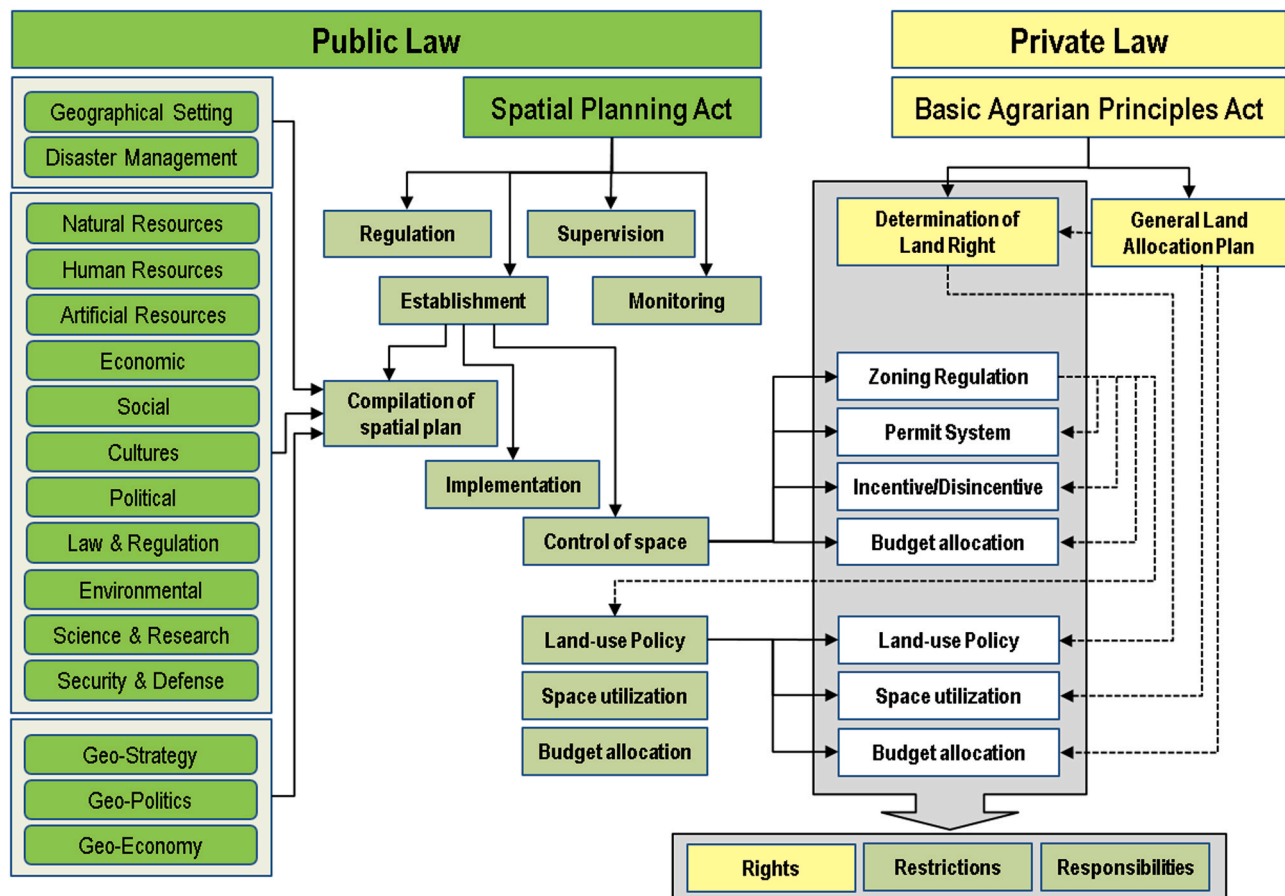 Public Law
Private Law
Spatial Planning Act
Basic Agrarian Principles Act
Geographical Setting
Disaster Management
Natural Resources
Human Resources
Artificial Resources
Economic
Social
Cultures
Political
Law & Regulation
Environmental
Science & Research
Security & Defense
Geo-Strategy
Geo-Politics
Geo-Economy
Regulation
Supervision
Establishment
Monitoring
Compilation of
spatial plan
Implementation
Control of space
Land-use Policy
Space utilization
Budget allocation
Determination of
Land Right
General Land
Allocation Plan
Zoning Regulation
Permit System
Incentive/Disincentive
Budget allocation
Land-use Policy
Space utilization
Budget allocation
Rights
Restrictions
Responsibilities